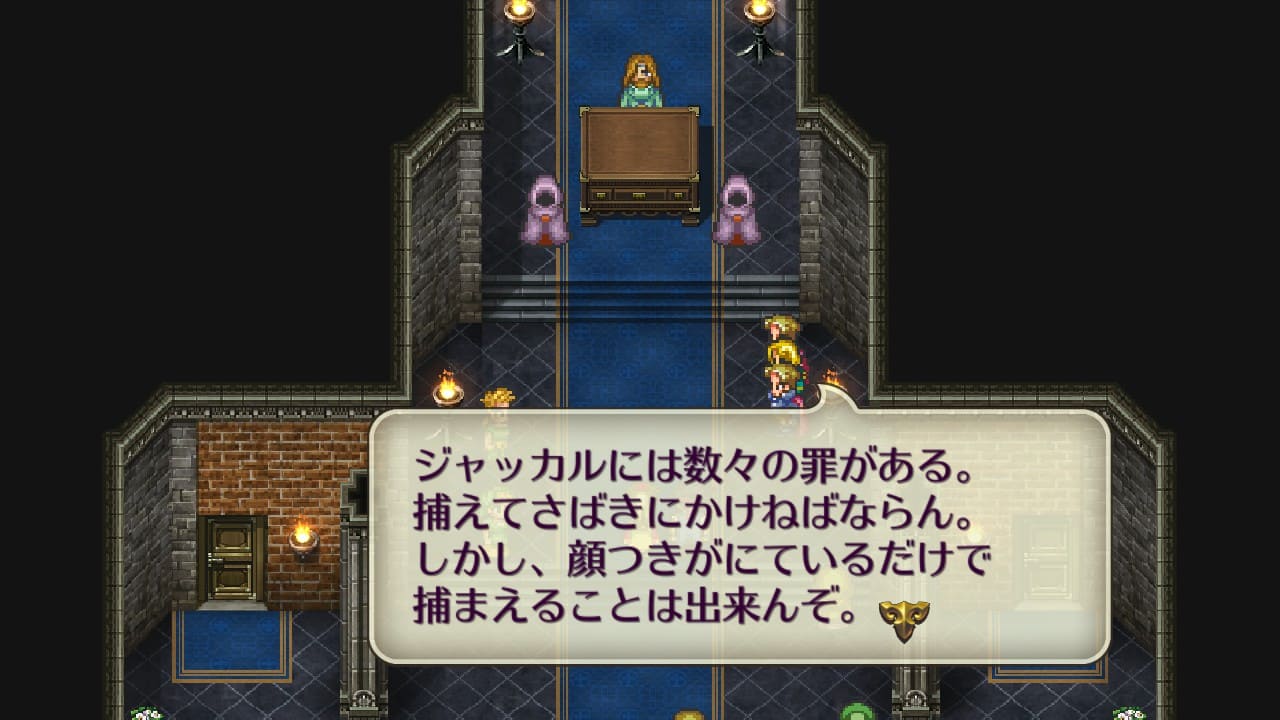 ジャッカルには数々の罪がある。
捕えてさばきにかけねばならん。
しかし、顔つきがにているだけで
捕まえることは出来んぞ。